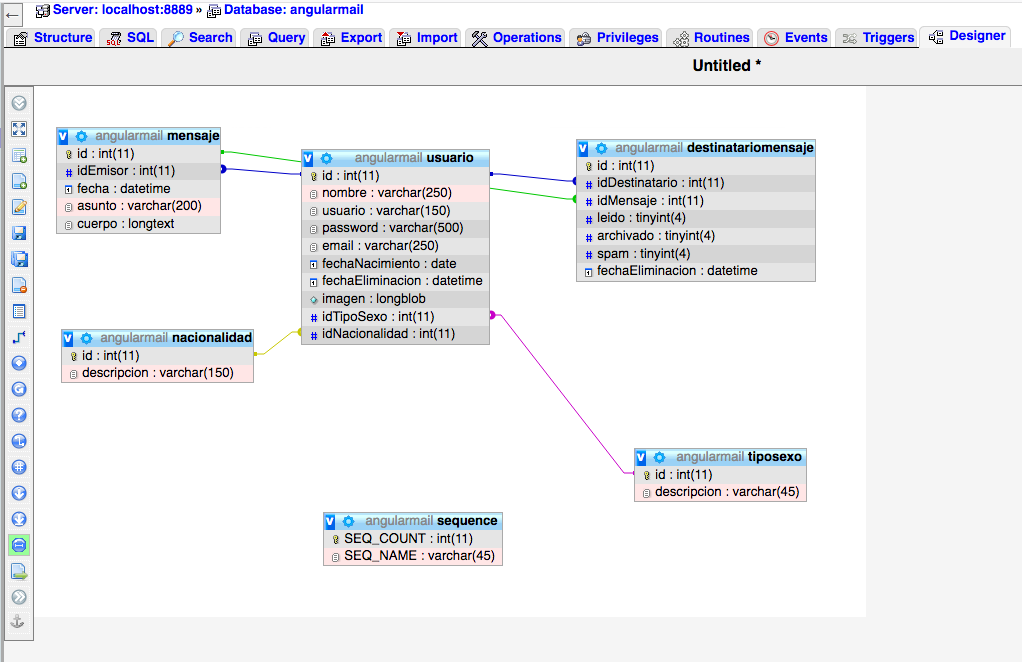 Server: localhost:8889 » Database: angularmail
Structure SQL Search Query Export Import Operations Privileges Routines Events Triggers Designer
Untitled *
angularmail mensaje
id : int(11)
idEmisor : int(11)
fecha : datetime
asunto : varchar(200)
cuerpo : longtext
angularmail usuario
id : int(11)
nombre : varchar(250)
usuario : varchar(150)
password : varchar(500)
email : varchar(250)
fechaNacimiento : date
fechaEliminacion : datetime
imagen : longblob
idTipoSexo : int(11)
idNacionalidad : int(11)
angularmail destinatariomensaje
id : int(11)
idDestinatario : int(11)
idMensaje : int(11)
leido : tinyint(4)
archivado : tinyint(4)
spam : tinyint(4)
fechaEliminacion : datetime
angularmail nacionalidad
id : int(11)
descripcion : varchar(150)
angularmail tiposexo
id : int(11)
descripcion : varchar(45)
angularmail sequence
SEQ_COUNT : int(11)
SEQ_NAME : varchar(45)